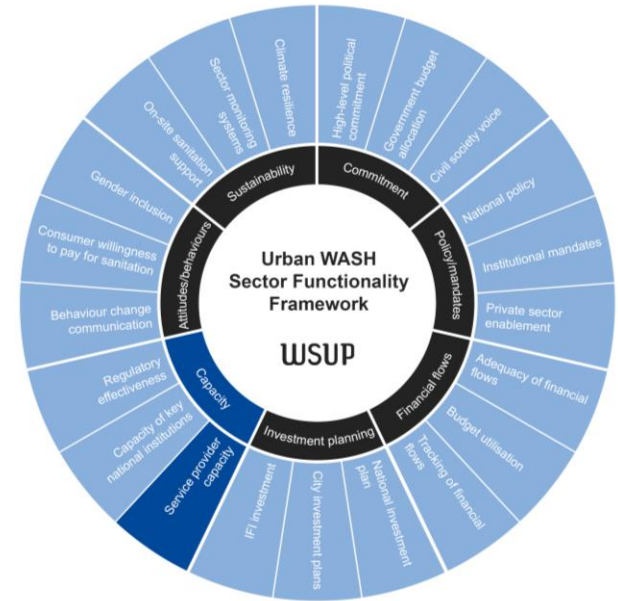 Urban WASH
Sector Functionality
Framework
WSUP
Commitment
High-level political
commitment
Government budget
allocation
Civil society voice
Policy/mandates
National policy
Institutional mandates
Private sector
enablement
Financial flows
Adequacy of financial
flows
Budget utilisation
Tracking of financial
flows
Investment planning
National investment
plan
City investment plans
IFI investment
Capacity
Service provider
capacity
Capacity of key
national institutions
Regulatory
effectiveness
Attitudes/behaviours
Behaviour change
communication
Consumer willingness
to pay for sanitation
Gender inclusion
Sustainability
On-site sanitation
support
Sector monitoring
systems
Climate resilience